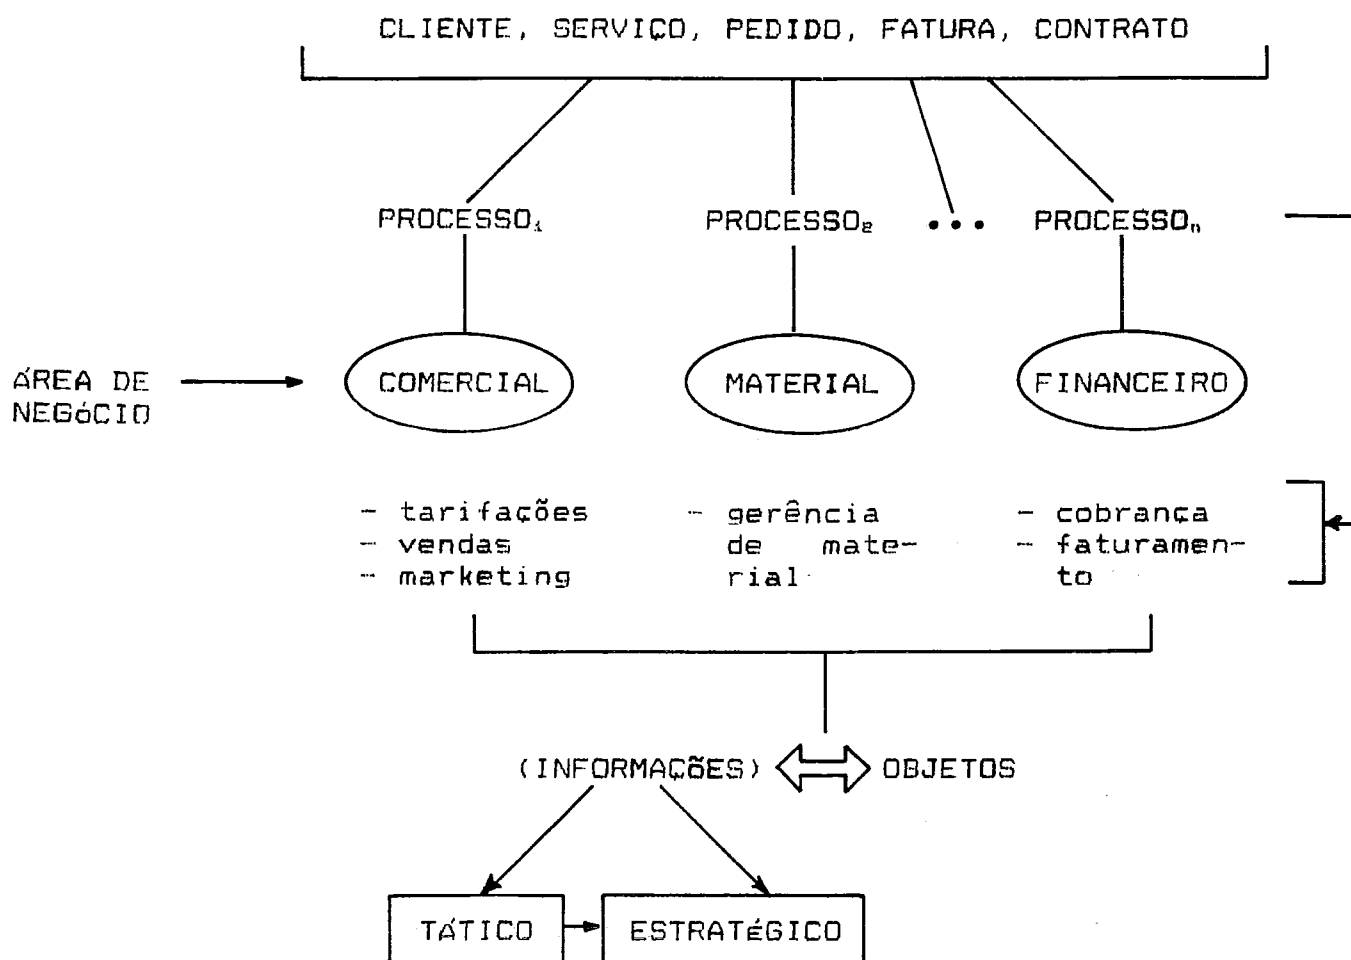 CLIENTE, SERVIÇO, PEDIDO, FATURA, CONTRATO
PROCESSO₁ PROCESSO₂ ... PROCESSOₙ
ÁREA DE
NEGóCIO
COMERCIAL MATERIAL FINANCEIRO
- tarifações
- vendas
- marketing
- gerência
de mate-
rial
- cobrança
- faturamen-
to
(INFORMAÇõES) OBJETOS
TÁTICO ESTRATéGICO